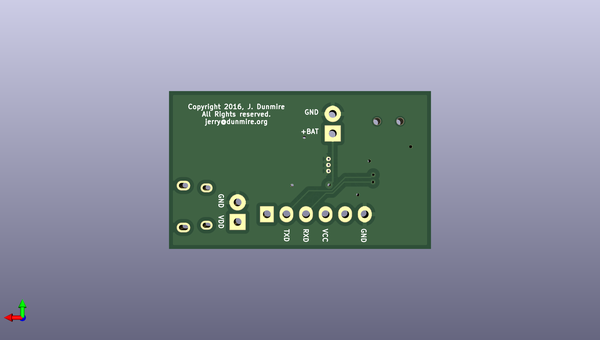 Copyright 2016, J. Dunmire
All Rights reserved.
jerry@dunmire.org
GND
+BAT
-
GND
VDD
TXD
RXD
VCC
GND